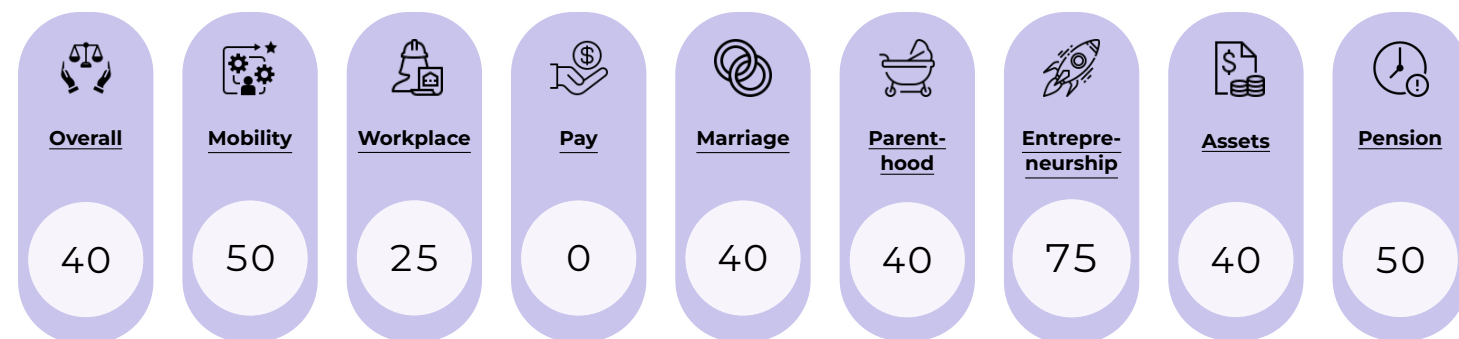 Overall
Mobility
Workplace
Pay
Marriage
Parent-
hood
Entrepre-
neurship
Assets
Pension
40
50
25
0
40
40
75
40
50